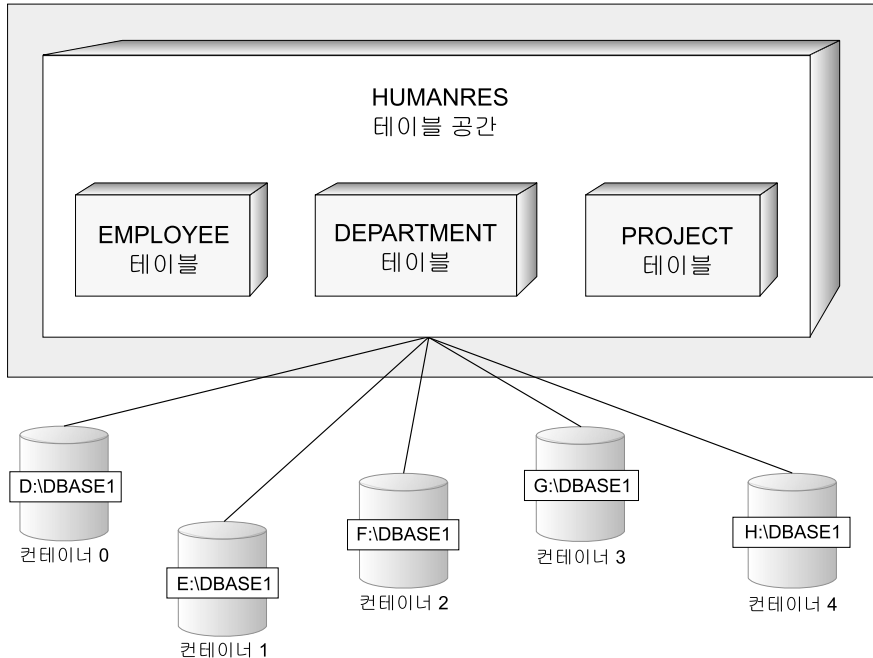 HUMANRES
테이블 공간
EMPLOYEE
테이블
DEPARTMENT
테이블
PROJECT
테이블
D:\DBASE1
컨테이너 0
E:\DBASE1
컨테이너 1
F:\DBASE1
컨테이너 2
G:\DBASE1
컨테이너 3
H:\DBASE1
컨테이너 4